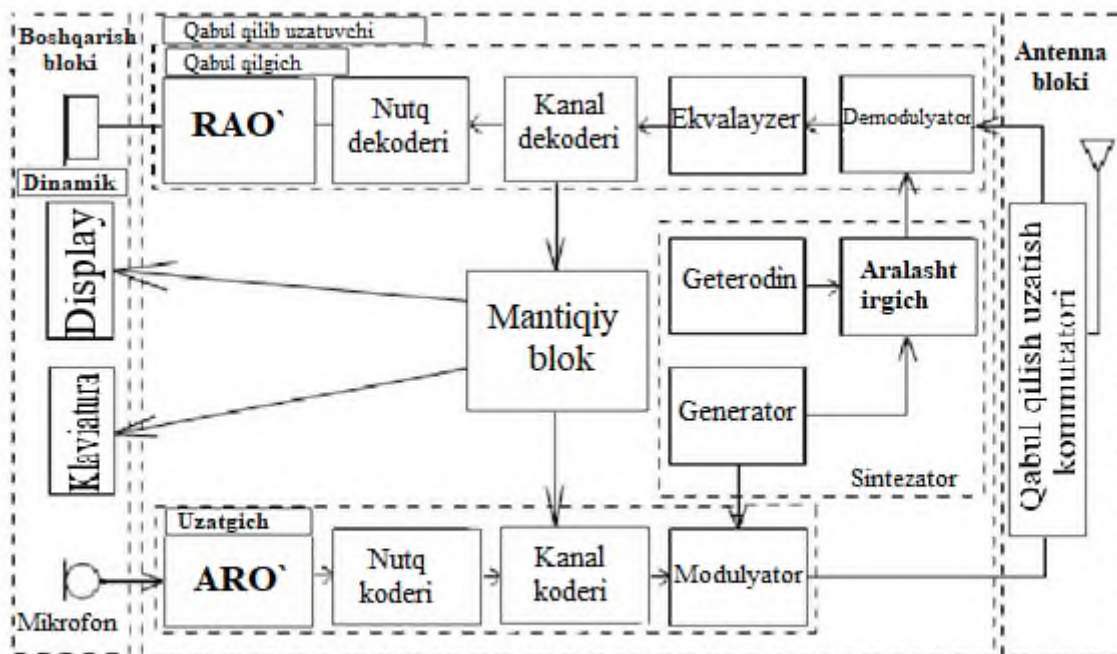 Boshqarish
bloki
Qabul qilib uzatuvchi
Qabul qilgich
Antenna
bloki
RAO`
Nutq
dekoderi
Kanal
dekoderi
Ekvalayzer
Demodulyator
Dinamik
Display
Klaviatura
Mantiqiy
blok
Geterodin
Aralasht
irgich
Generator
Sintezator
Qabul qilish uzatish
kommutatori
Uzatgich
ARO`
Nutq
koderi
Kanal
koderi
Modulyator
Mikrofon